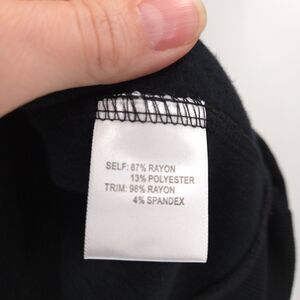 SELF: 87% RAYON
13% POLYESTER
TRIM: 96% RAYON
4% SPANDEX